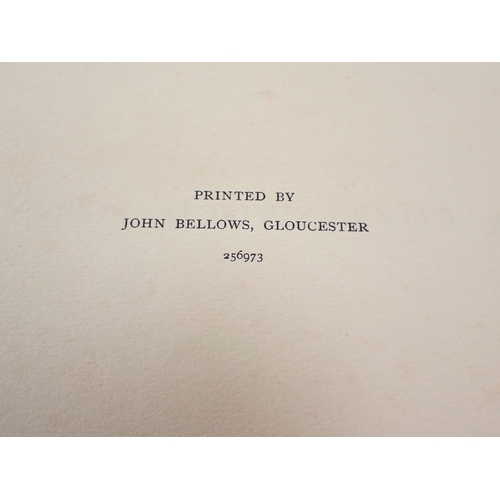 PRINTED BY
JOHN BELLOWS, GLOUCESTER
256973